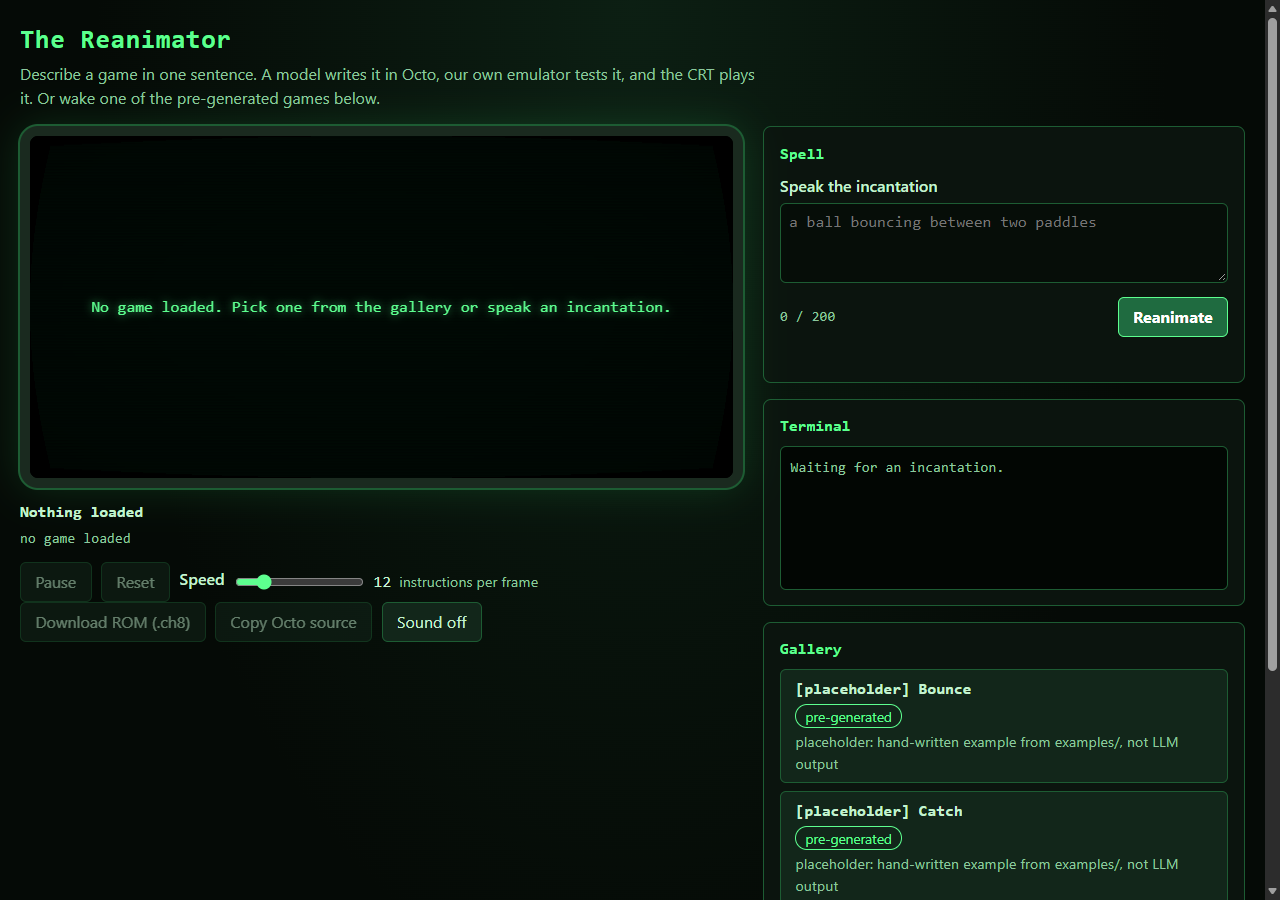 The Reanimator
Describe a game in one sentence. A model writes it in Octo, our own emulator tests it, and the CRT plays
it. Or wake one of the pre-generated games below.
No game loaded. Pick one from the gallery or speak an incantation.
Nothing loaded
no game loaded
Pause
Reset
Speed
12 instructions per frame
Download ROM (.ch8)
Copy Octo source
Sound off
Spell
Speak the incantation
a ball bouncing between two paddles
0 / 200
Reanimate
Terminal
Waiting for an incantation.
Gallery
[placeholder] Bounce
pre-generated
placeholder: hand-written example from examples/, not LLM
output
[placeholder] Catch
pre-generated
placeholder: hand-written example from examples/, not LLM
output